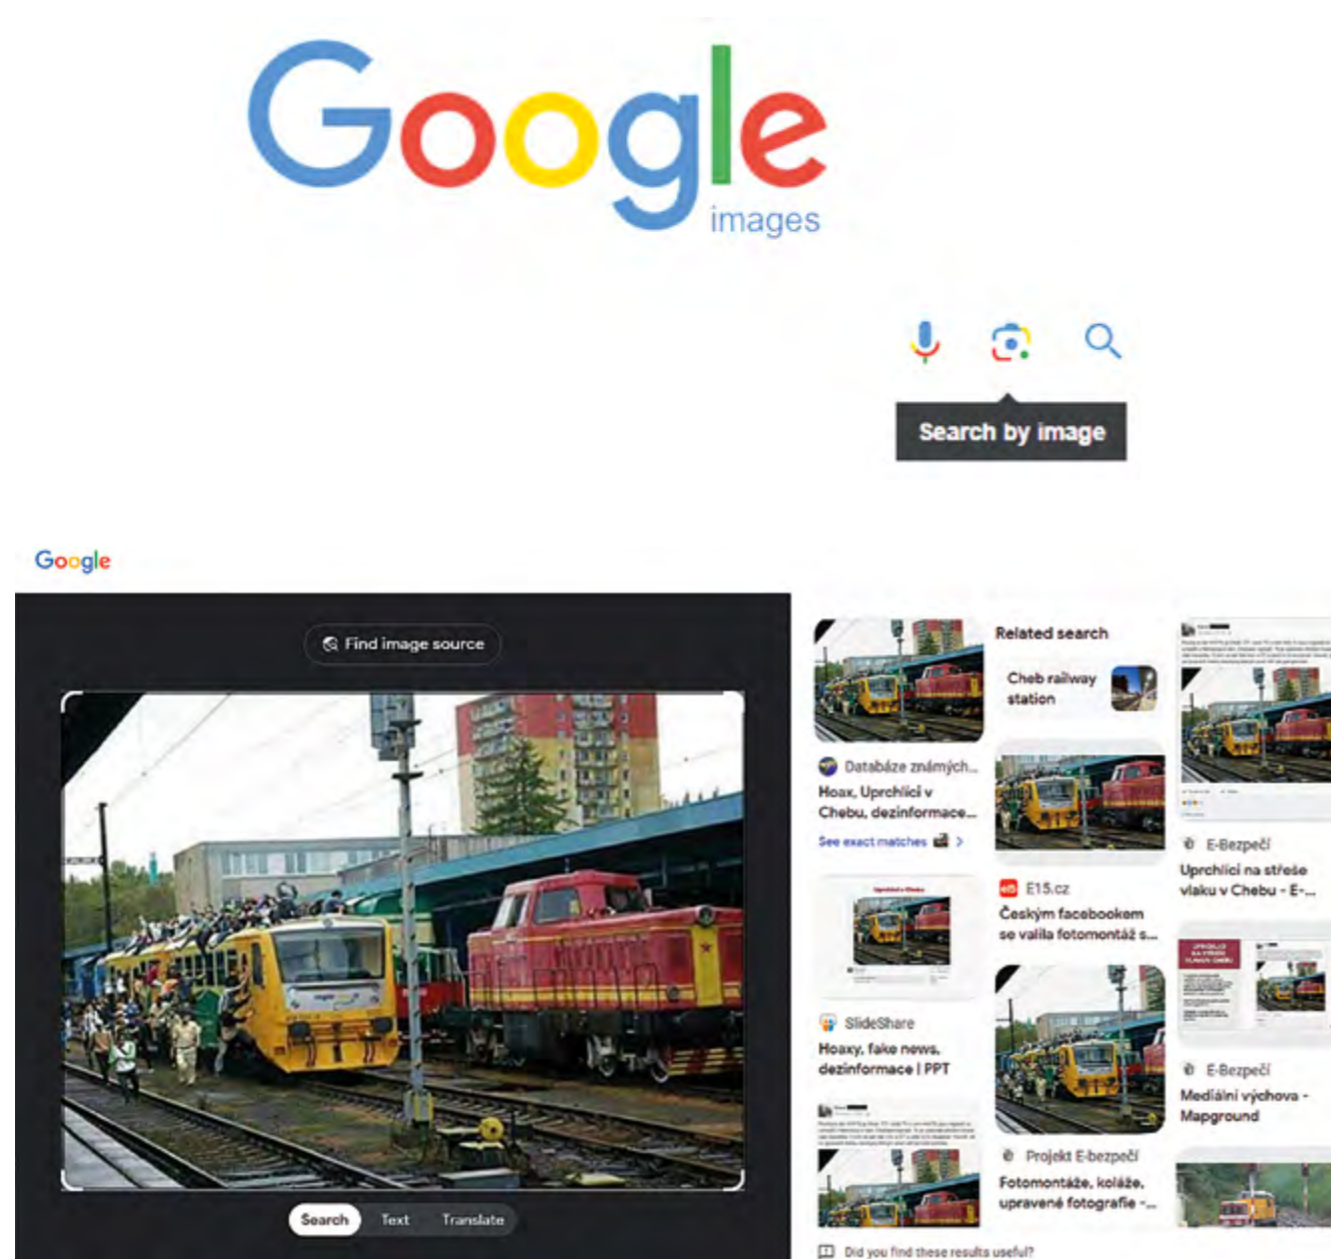 Google
images
Search by image
Google
Find image source
Search
Text
Translate
Databáze známých...
Hoax, Uprchlíci v
Chebu, dezinformace...
See exact matches
SlideShare
Hoaxy, fake news,
dezinformace | PPT
Related search
Cheb railway
station
e15 E15.cz
Českým facebookem
se valila fotomontáž s...
Projekt E-bezpečí
Fotomontáže, koláže,
upravené fotografie -...
E-Bezpečí
Uprchlíci na střeše
vlaku v Chebu - E-...
E-Bezpečí
Mediální výchova -
Mapground
Did you find these results useful?